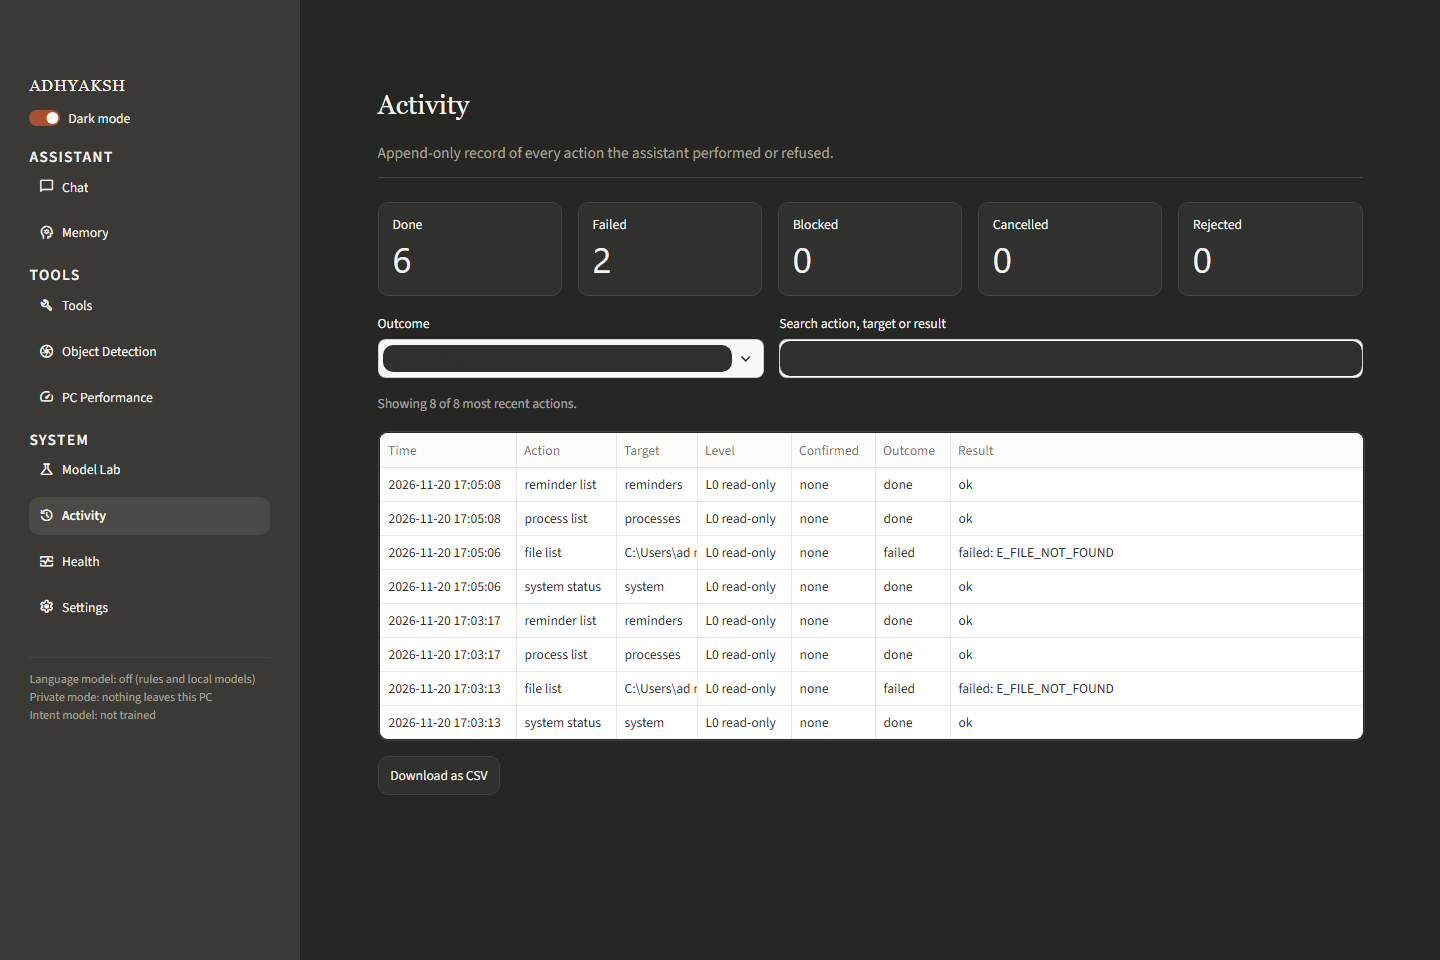 ADHYAKSH
Dark mode
ASSISTANT
Chat
Memory
TOOLS
Tools
Object Detection
PC Performance
SYSTEM
Model Lab
Activity
Health
Settings
Language model: off (rules and local models)
Private mode: nothing leaves this PC
Intent model: not trained
Activity
Append-only record of every action the assistant performed or refused.
Done Failed Blocked Cancelled Rejected
6 2 0 0 0
Outcome Search action, target or result
Showing 8 of 8 most recent actions.
Time Action Target Level Confirmed Outcome Result
2026-11-20 17:05:08 reminder list reminders L0 read-only none done ok
2026-11-20 17:05:08 process list processes L0 read-only none done ok
2026-11-20 17:05:06 file list C:\Users\ad L0 read-only none failed failed: E_FILE_NOT_FOUND
2026-11-20 17:05:06 system status system L0 read-only none done ok
2026-11-20 17:03:17 reminder list reminders L0 read-only none done ok
2026-11-20 17:03:17 process list processes L0 read-only none done ok
2026-11-20 17:03:13 file list C:\Users\ad L0 read-only none failed failed: E_FILE_NOT_FOUND
2026-11-20 17:03:13 system status system L0 read-only none done ok
Download as CSV